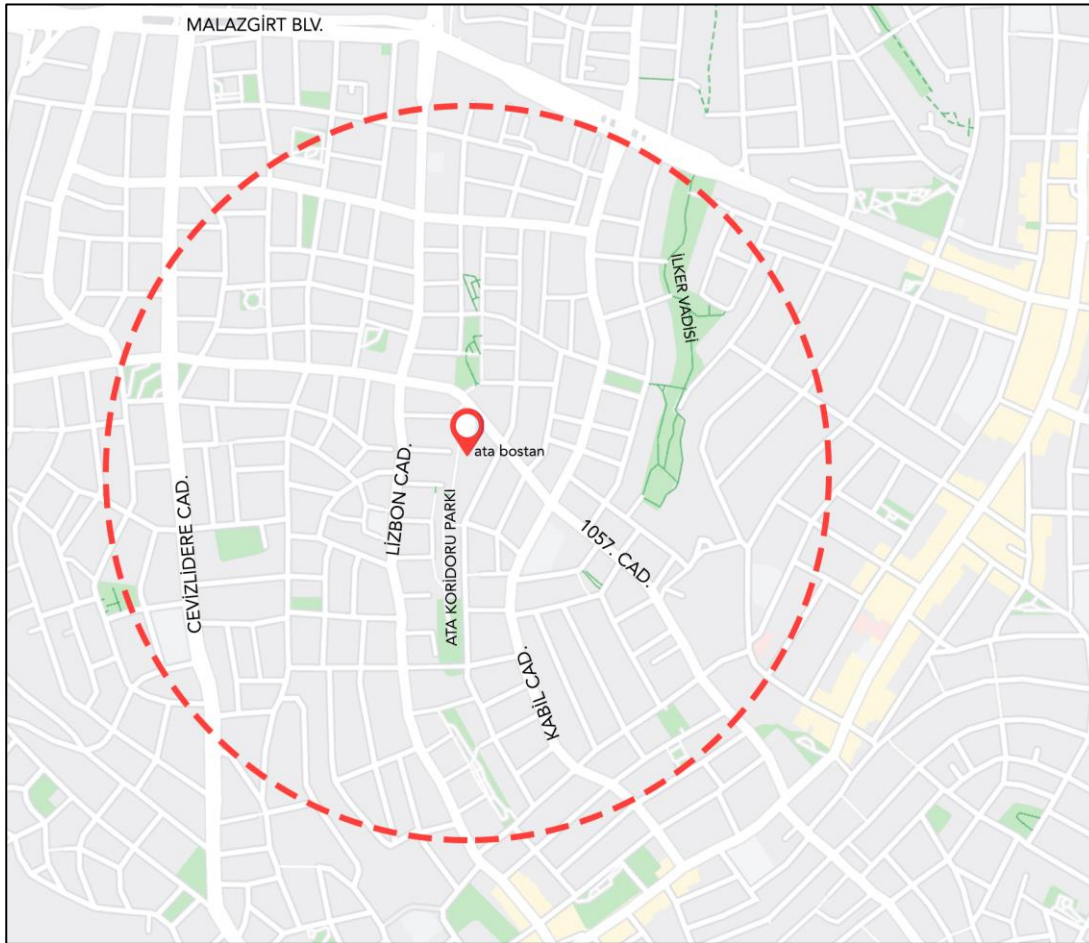 MALAZGİRT BLV.
İLKER VADİSİ
ata bostan
LİZBON CAD.
CEVİZLİDERE CAD.
ATA KORİDORU PARKI
1057. CAD.
KABİL CAD.